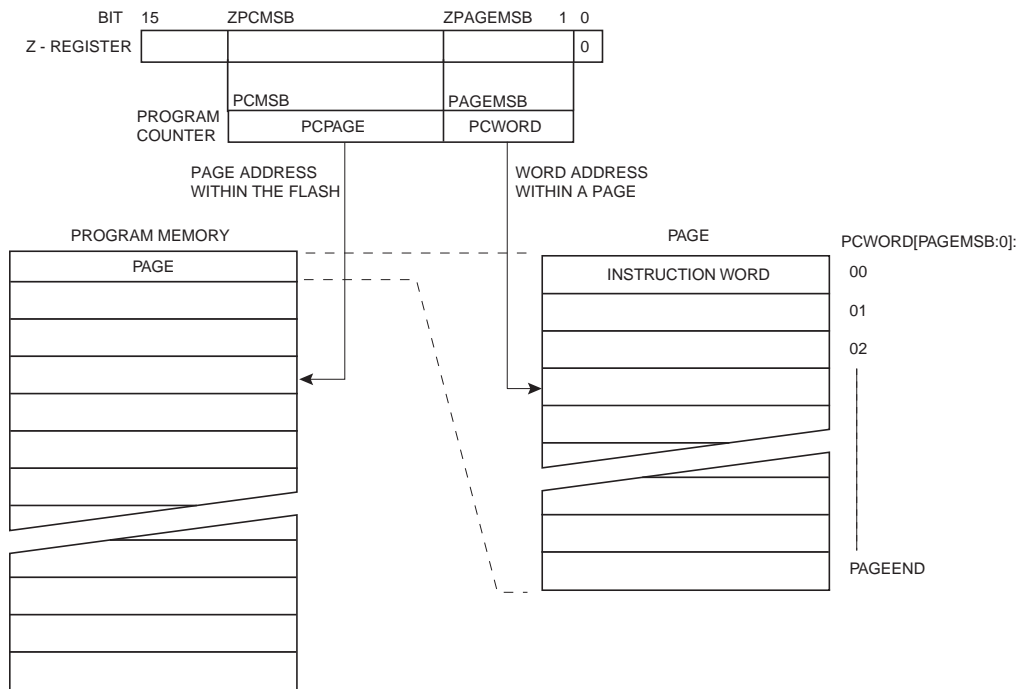 BIT 15 ZPCMSB ZPAGEMSB 1 0
Z - REGISTER 0
PCMSB PAGEMSB
PROGRAM
COUNTER
PCPAGE PCWORD
PAGE ADDRESS
WITHIN THE FLASH
WORD ADDRESS
WITHIN A PAGE
PROGRAM MEMORY
PAGE
PAGE
INSTRUCTION WORD
PCWORD[PAGEMSB:0]:
00
01
02
PAGEEND